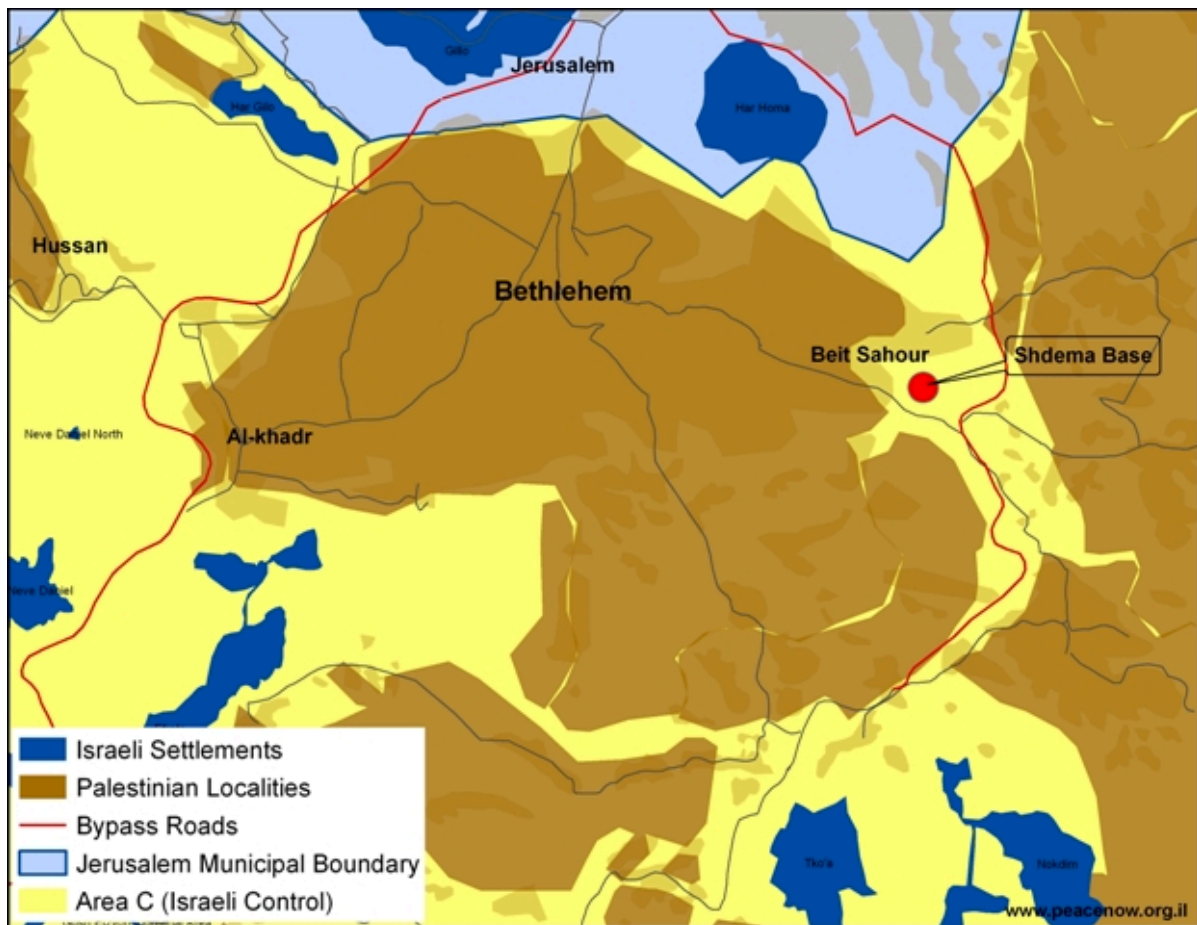 Gillo
Jerusalem
Har Gilo
Har Homa
Hussan
Bethlehem
Beit Sahour
Shdema Base
Neve Daniel North
Al-khadr
Neve Daniel
Israeli Settlements
Palestinian Localities
Bypass Roads
Jerusalem Municipal Boundary
Area C (Israeli Control)
Tko'a
Nokdim
www.peacenow.org.il